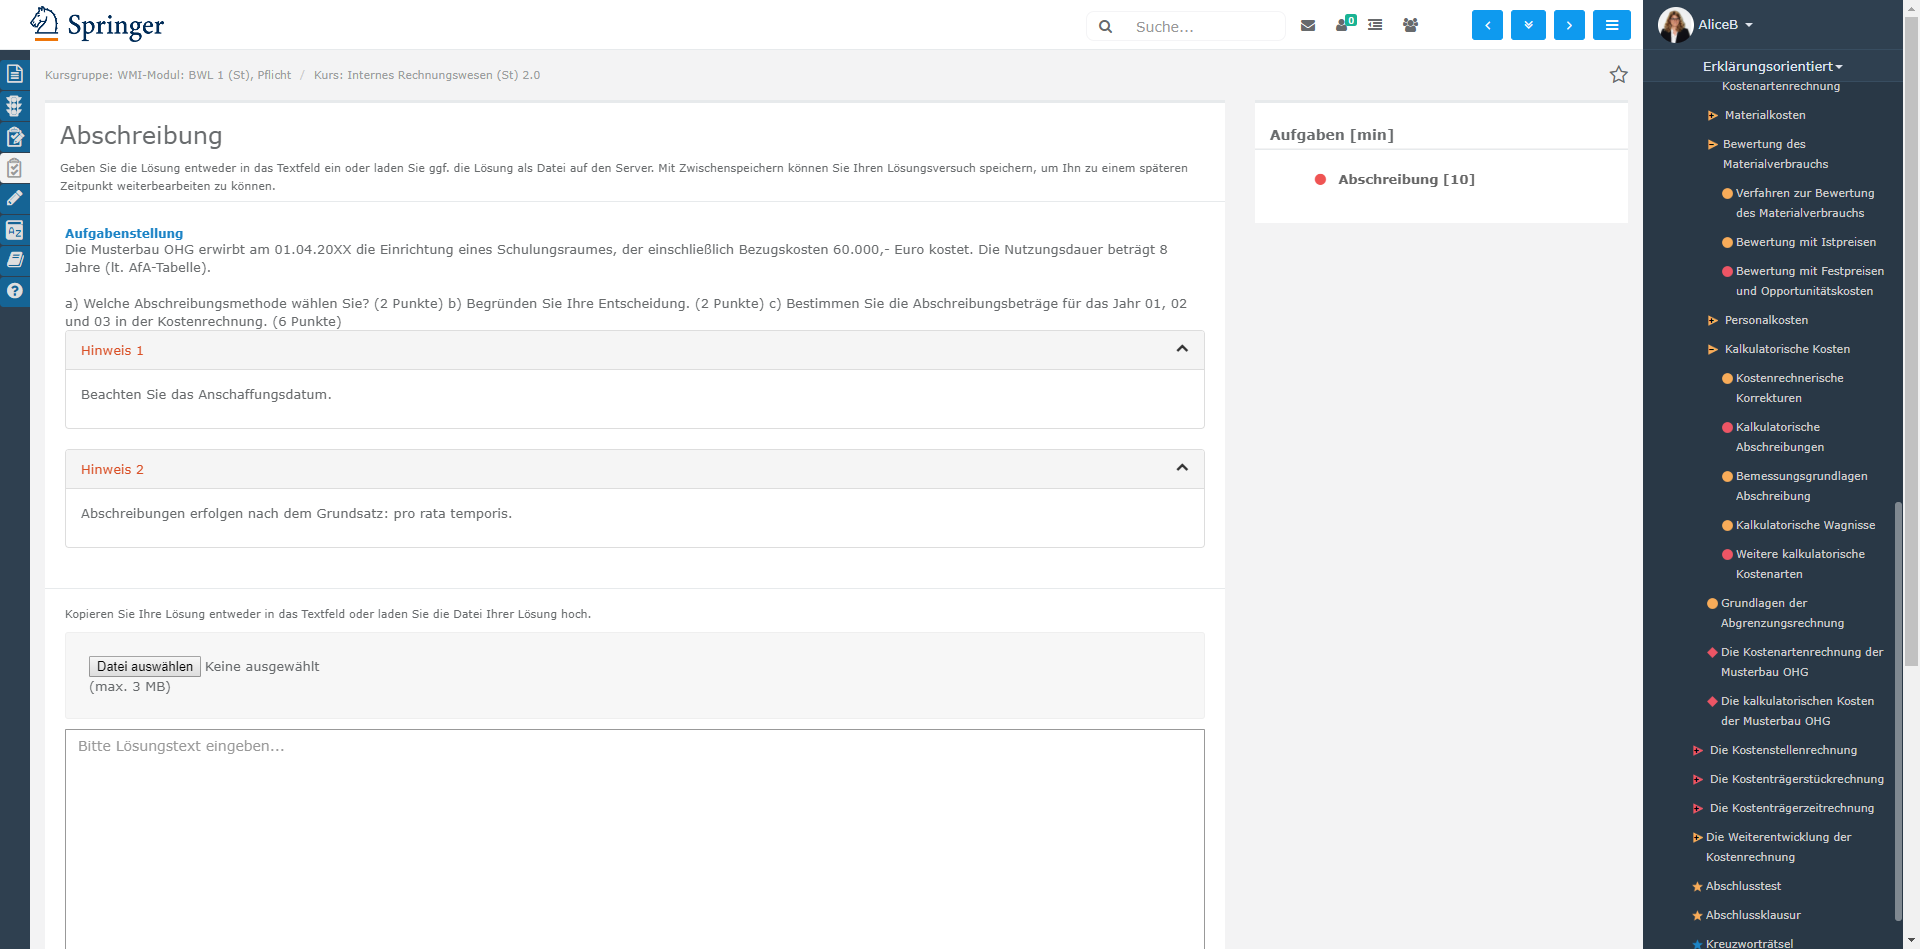 Springer
Suche...
0
AliceB
Kursgruppe: WMI-Modul: BWL 1 (St), Pflicht / Kurs: Internes Rechnungswesen (St) 2.0
Abschreibung
Geben Sie die Lösung entweder in das Textfeld ein oder laden Sie ggf. die Lösung als Datei auf den Server. Mit Zwischenspeichern können Sie Ihren Lösungsversuch speichern, um Ihn zu einem späteren
Zeitpunkt weiterbearbeiten zu können.
Aufgabenstellung
Die Musterbau OHG erwirbt am 01.04.20XX die Einrichtung eines Schulungsraumes, der einschließlich Bezugskosten 60.000,- Euro kostet. Die Nutzungsdauer beträgt 8
Jahre (lt. AfA-Tabelle).
a) Welche Abschreibungsmethode wählen Sie? (2 Punkte) b) Begründen Sie Ihre Entscheidung. (2 Punkte) c) Bestimmen Sie die Abschreibungsbeträge für das Jahr 01, 02
und 03 in der Kostenrechnung. (6 Punkte)
Hinweis 1
Beachten Sie das Anschaffungsdatum.
Hinweis 2
Abschreibungen erfolgen nach dem Grundsatz: pro rata temporis.
Kopieren Sie Ihre Lösung entweder in das Textfeld oder laden Sie die Datei Ihrer Lösung hoch.
Datei auswählen Keine ausgewählt
(max. 3 MB)
Bitte Lösungstext eingeben...
Aufgaben [min]
Abschreibung [10]
Erklärungsorientiert
Kostenartenrechnung
Materialkosten
Bewertung des
Materialverbrauchs
Verfahren zur Bewertung
des Materialverbrauchs
Bewertung mit Istpreisen
Bewertung mit Festpreisen
und Opportunitätskosten
Personalkosten
Kalkulatorische Kosten
Kostenrechnerische
Korrekturen
Kalkulatorische
Abschreibungen
Bemessungsgrundlagen
Abschreibung
Kalkulatorische Wagnisse
Weitere kalkulatorische
Kostenarten
Grundlagen der
Abgrenzungsrechnung
Die Kostenartenrechnung der
Musterbau OHG
Die kalkulatorischen Kosten
der Musterbau OHG
Die Kostenstellenrechnung
Die Kostenträgerstückrechnung
Die Kostenträgerzeitrechnung
Die Weiterentwicklung der
Kostenrechnung
Abschlusstest
Abschlussklausur
Kreuzworträtsel